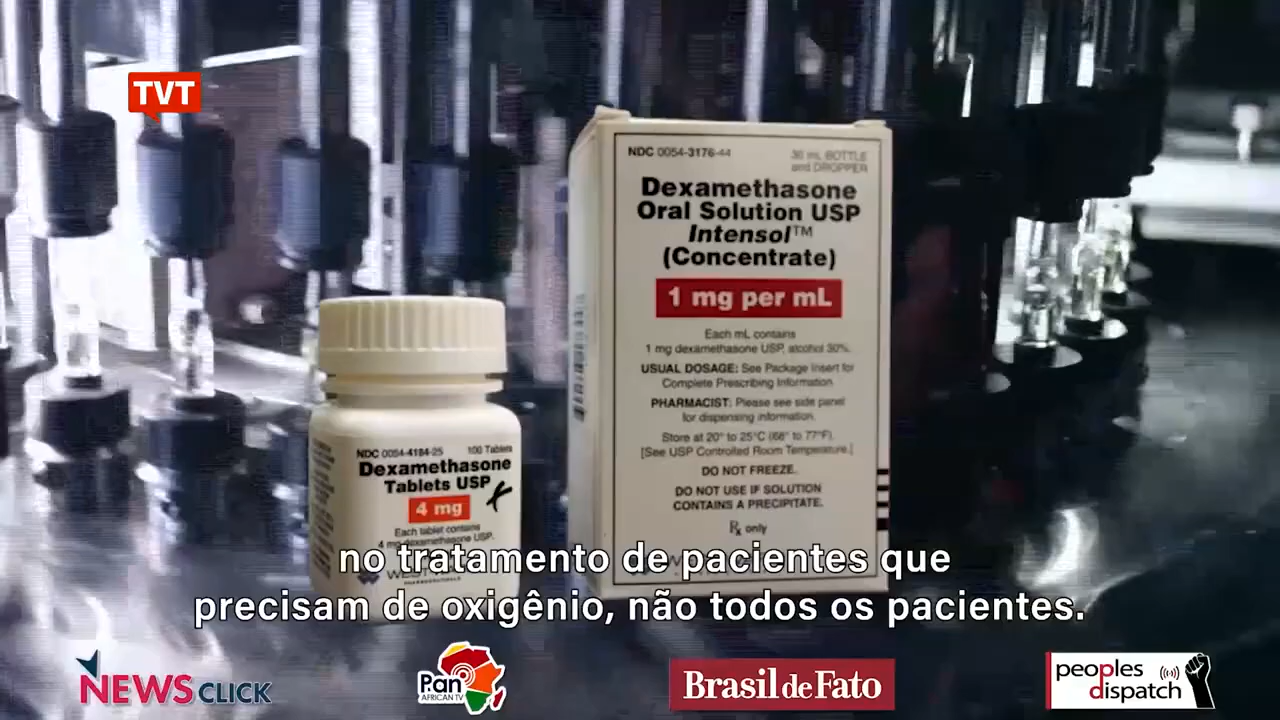 TVT
NDC 0054-3176-44
30 mL BOTTLE
and DROPPER
Dexamethasone
Oral Solution USP
Intensol™
(Concentrate)
1 mg per mL
Each mL contains
1 mg dexamethasone USP, alcohol 30%.
USUAL DOSAGE: See Package Insert for
Complete Prescribing Information.
PHARMACIST: Please see side panel
for dispensing information.
Store at 20° to 25°C (68° to 77°F).
[See USP Controlled Room Temperature.]
DO NOT FREEZE.
DO NOT USE IF SOLUTION
CONTAINS A PRECIPITATE.
Rx only
NDC 0054-4184-25 100 Tablets
Dexamethasone
Tablets USP
4 mg
Each tablet contains
4 mg dexamethasone USP.
no tratamento de pacientes que
precisam de oxigênio, não todos os pacientes.
NEWSCLICK
Pan
AFRICAN TV
Brasil de Fato
peoples
dispatch